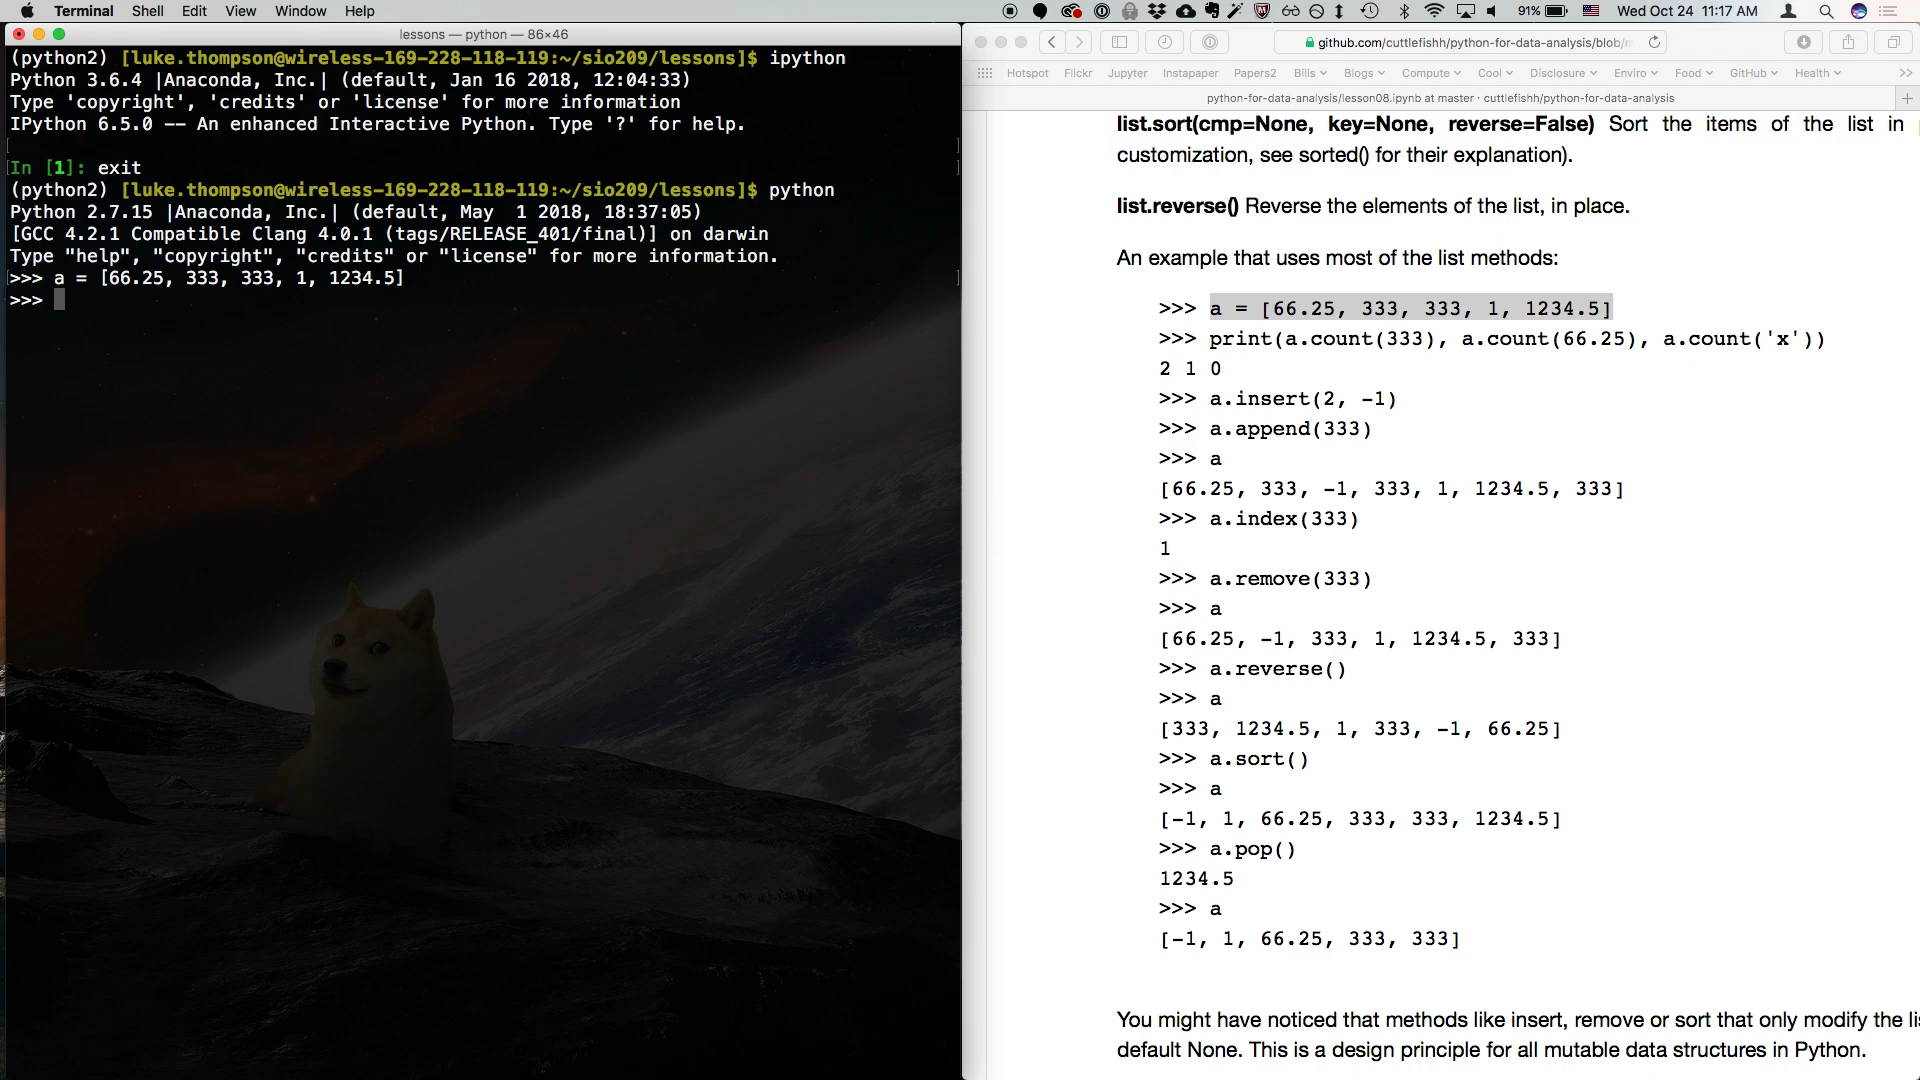 Terminal Shell Edit View Window Help 91% Wed Oct 24 11:17 AM
lessons — python — 86×46
(python2) [luke.thompson@wireless-169-228-118-119:~/sio209/lessons]$ ipython
Python 3.6.4 |Anaconda, Inc.| (default, Jan 16 2018, 12:04:33)
Type 'copyright', 'credits' or 'license' for more information
IPython 6.5.0 -- An enhanced Interactive Python. Type '?' for help.
In [1]: exit
(python2) [luke.thompson@wireless-169-228-118-119:~/sio209/lessons]$ python
Python 2.7.15 |Anaconda, Inc.| (default, May  1 2018, 18:37:05)
[GCC 4.2.1 Compatible Clang 4.0.1 (tags/RELEASE_401/final)] on darwin
Type "help", "copyright", "credits" or "license" for more information.
>>> a = [66.25, 333, 333, 1, 1234.5]
>>>
github.com/cuttlefishh/python-for-data-analysis/blob/
Hotspot Flickr Jupyter Instapaper Papers2 Bills Blogs Compute Cool Disclosure Enviro Food GitHub Health >>
python-for-data-analysis/lesson08.ipynb at master · cuttlefishh/python-for-data-analysis
list.sort(cmp=None, key=None, reverse=False) Sort the items of the list in
customization, see sorted() for their explanation).
list.reverse() Reverse the elements of the list, in place.
An example that uses most of the list methods:
>>> a = [66.25, 333, 333, 1, 1234.5]
>>> print(a.count(333), a.count(66.25), a.count('x'))
2 1 0
>>> a.insert(2, -1)
>>> a.append(333)
>>> a
[66.25, 333, -1, 333, 1, 1234.5, 333]
>>> a.index(333)
1
>>> a.remove(333)
>>> a
[66.25, -1, 333, 1, 1234.5, 333]
>>> a.reverse()
>>> a
[333, 1234.5, 1, 333, -1, 66.25]
>>> a.sort()
>>> a
[-1, 1, 66.25, 333, 333, 1234.5]
>>> a.pop()
1234.5
>>> a
[-1, 1, 66.25, 333, 333]
You might have noticed that methods like insert, remove or sort that only modify the
default None. This is a design principle for all mutable data structures in Python.